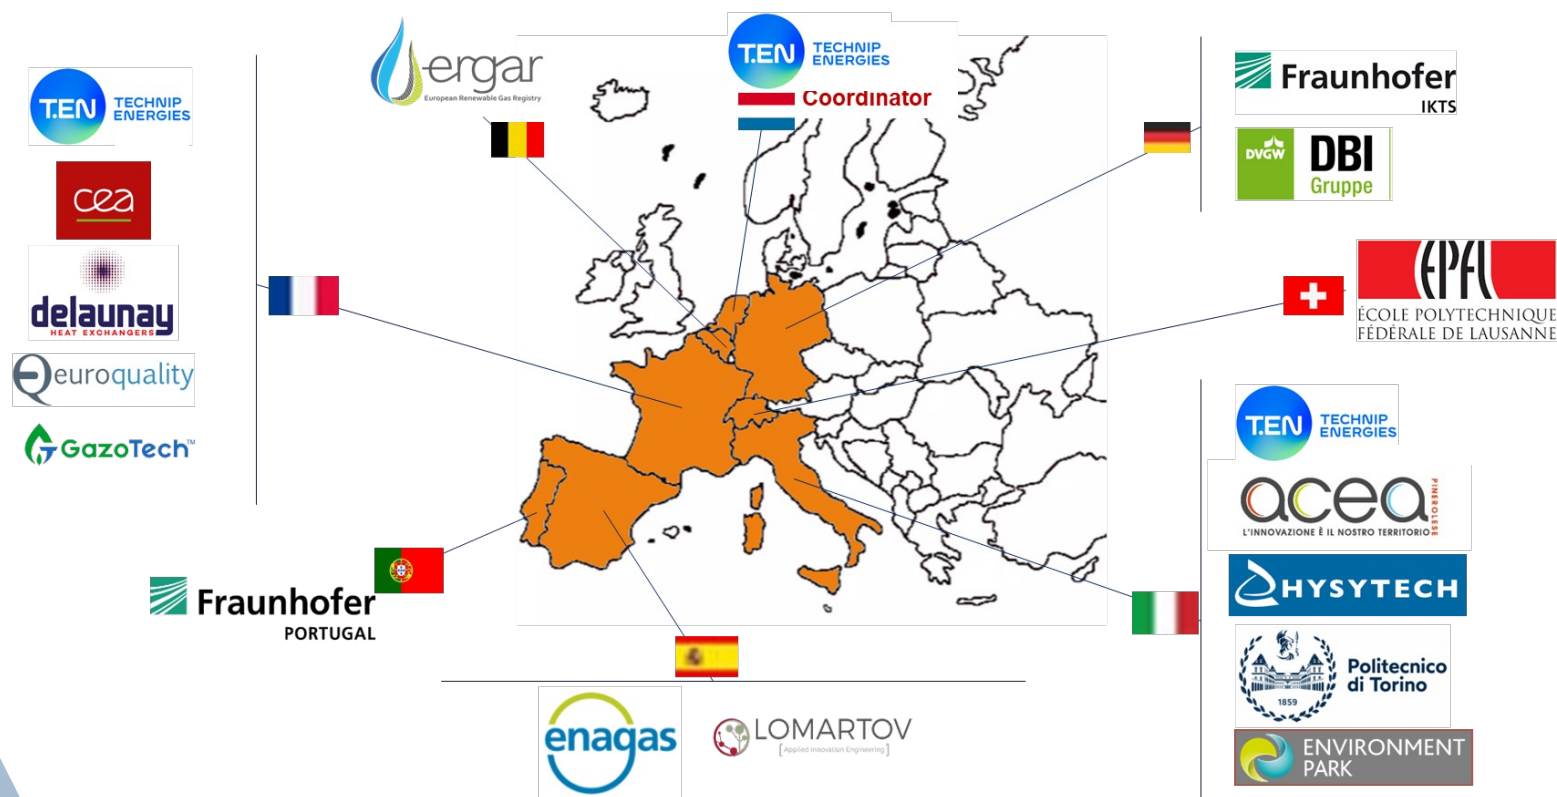 T.EN TECHNIP
ENERGIES
cea
delaunay
HEAT EXCHANGERS
euroquality
GazoTech™
ergar
European Renewable Gas Registry
T.EN TECHNIP
ENERGIES
Coordinator
Fraunhofer
IKTS
DVGW DBI
Gruppe
EPFL
ÉCOLE POLYTECHNIQUE
FÉDÉRALE DE LAUSANNE
T.EN TECHNIP
ENERGIES
acea PINEROLESE
L'INNOVAZIONE È IL NOSTRO TERRITORIO
HYSYTECH
1859
Politecnico
di Torino
ENVIRONMENT
PARK
Fraunhofer
PORTUGAL
enagas
LOMARTOV
[Applied Innovation Engineering]